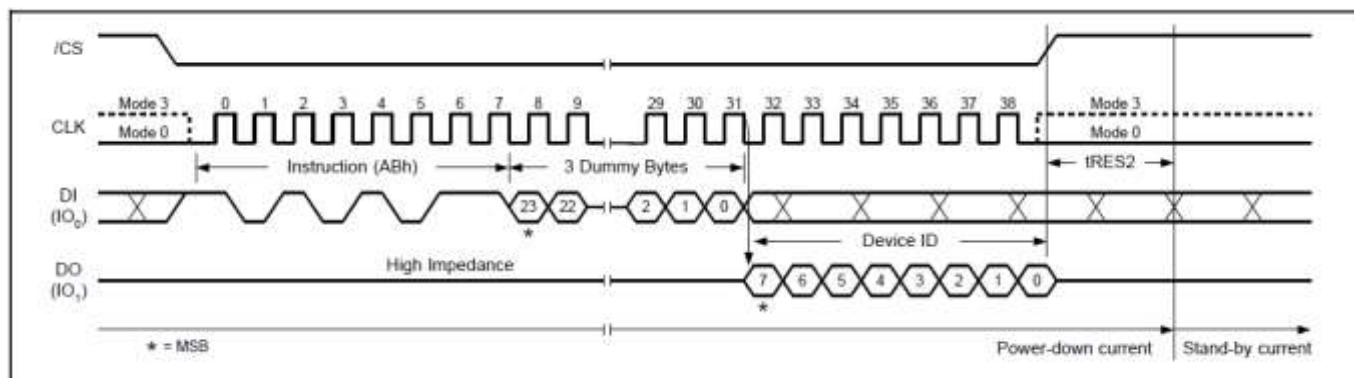 /CS
Mode 3 0 1 2 3 4 5 6 7 8 9 29 30 31 32 33 34 35 36 37 38 Mode 3
CLK
Mode 0 Mode 0
Instruction (ABh) 3 Dummy Bytes tRES2
DI
(IO0) 23 22 2 1 0
*
Device ID
High Impedance
DO
(IO1) 7 6 5 4 3 2 1 0
*
* = MSB Power-down current Stand-by current